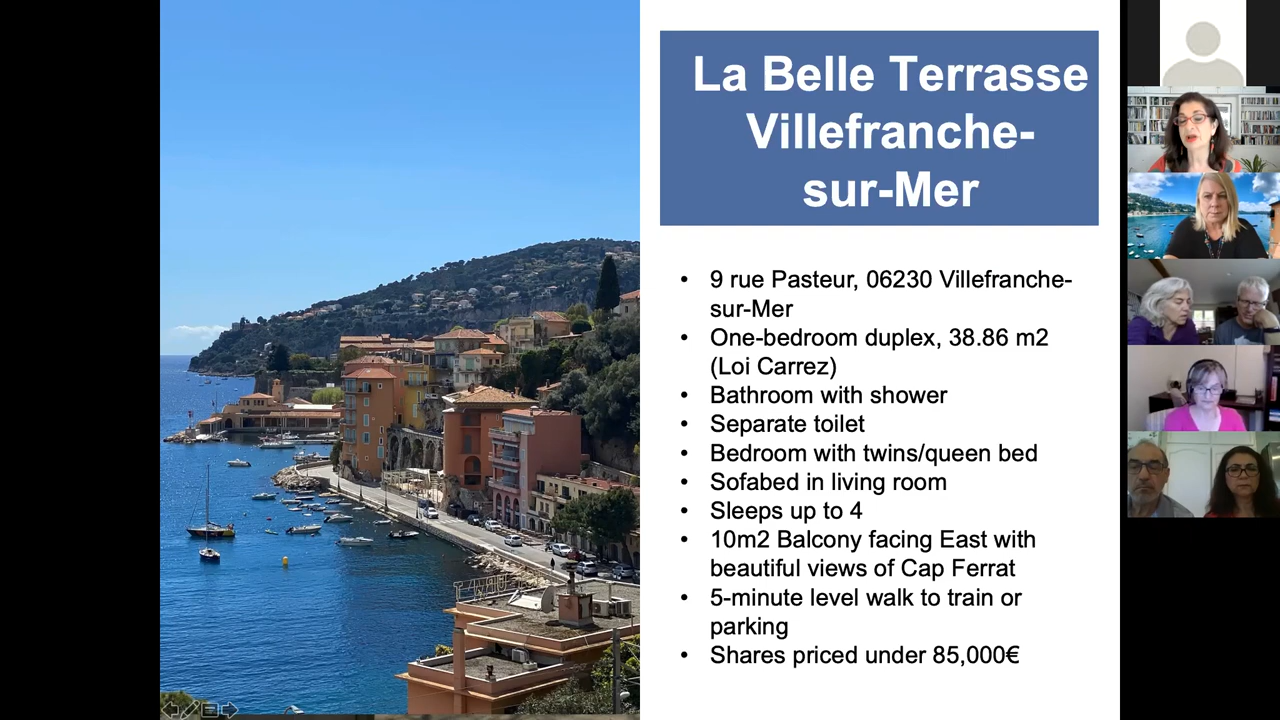 La Belle Terrasse
Villefranche-
sur-Mer
• 9 rue Pasteur, 06230 Villefranche-
sur-Mer
• One-bedroom duplex, 38.86 m2
(Loi Carrez)
• Bathroom with shower
• Separate toilet
• Bedroom with twins/queen bed
• Sofabed in living room
• Sleeps up to 4
• 10m2 Balcony facing East with
beautiful views of Cap Ferrat
• 5-minute level walk to train or
parking
• Shares priced under 85,000€